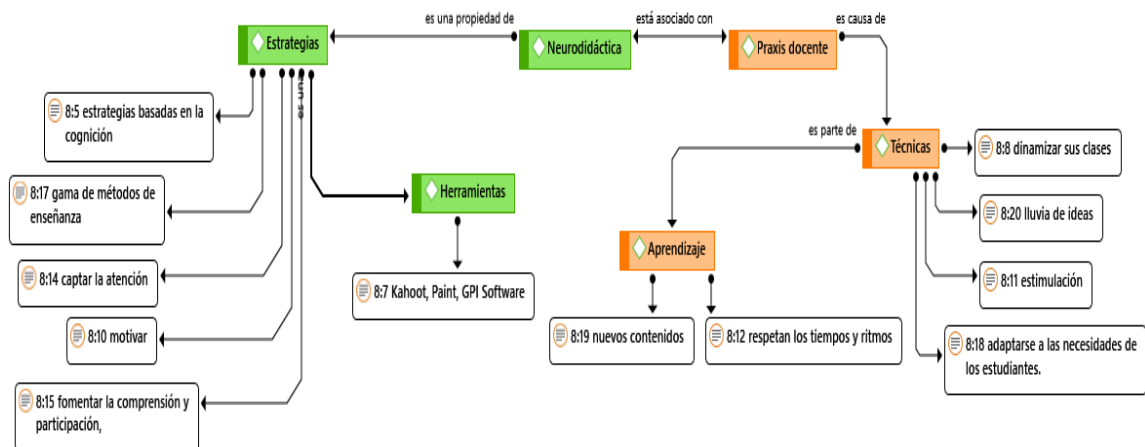 es una propiedad de
está asociado con
es causa de
Estrategias
Neurodidáctica
Praxis docente
8:5 estrategias basadas en la
cognición
es parte de
Técnicas
8:8 dinamizar sus clases
8:17 gama de métodos de
enseñanza
Herramientas
8:20 lluvia de ideas
8:14 captar la atención
Aprendizaje
8:11 estimulación
8:7 Kahoot, Paint, GPI Software
8:10 motivar
8:19 nuevos contenidos
8:12 respetan los tiempos y ritmos
8:18 adaptarse a las necesidades de
los estudiantes.
8:15 fomentar la comprensión y
participación,